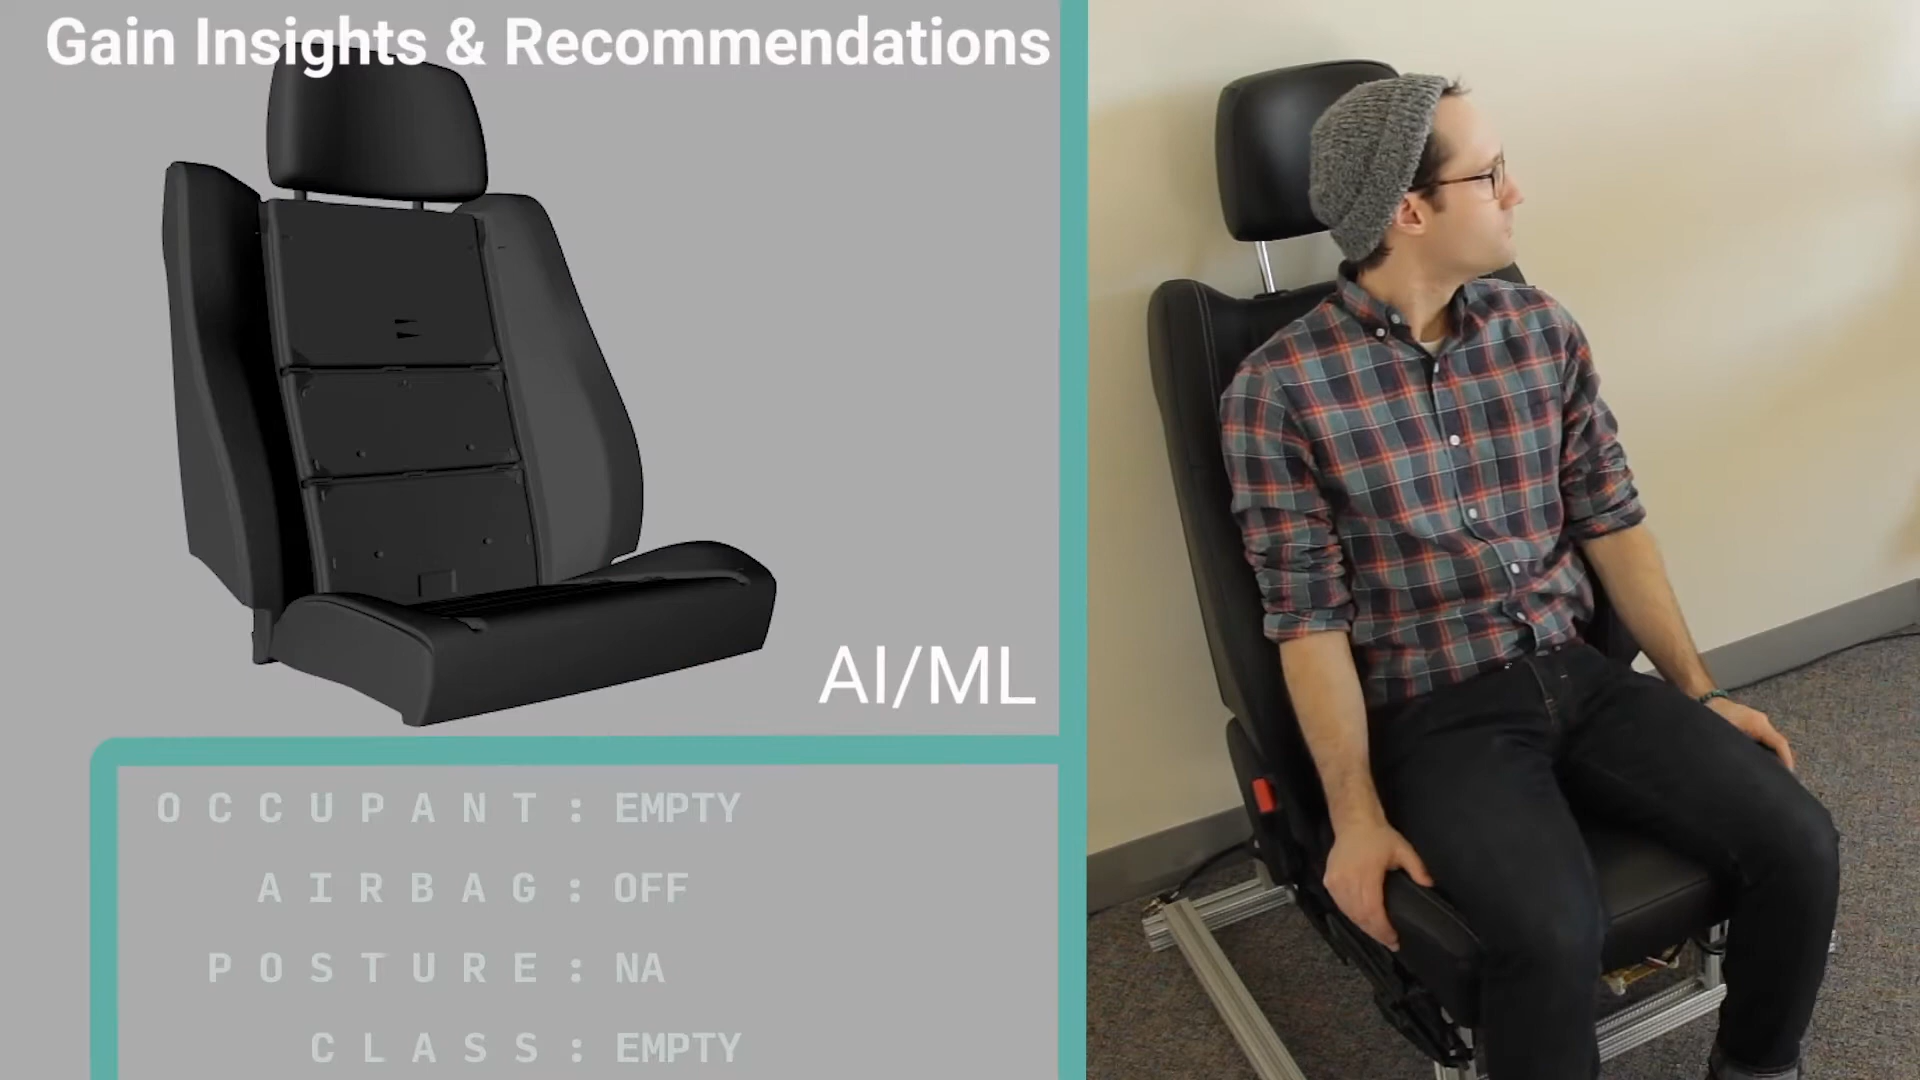 Gain Insights & Recommendations
AI/ML
OCCUPANT: EMPTY
AIRBAG: OFF
POSTURE: NA
CLASS: EMPTY